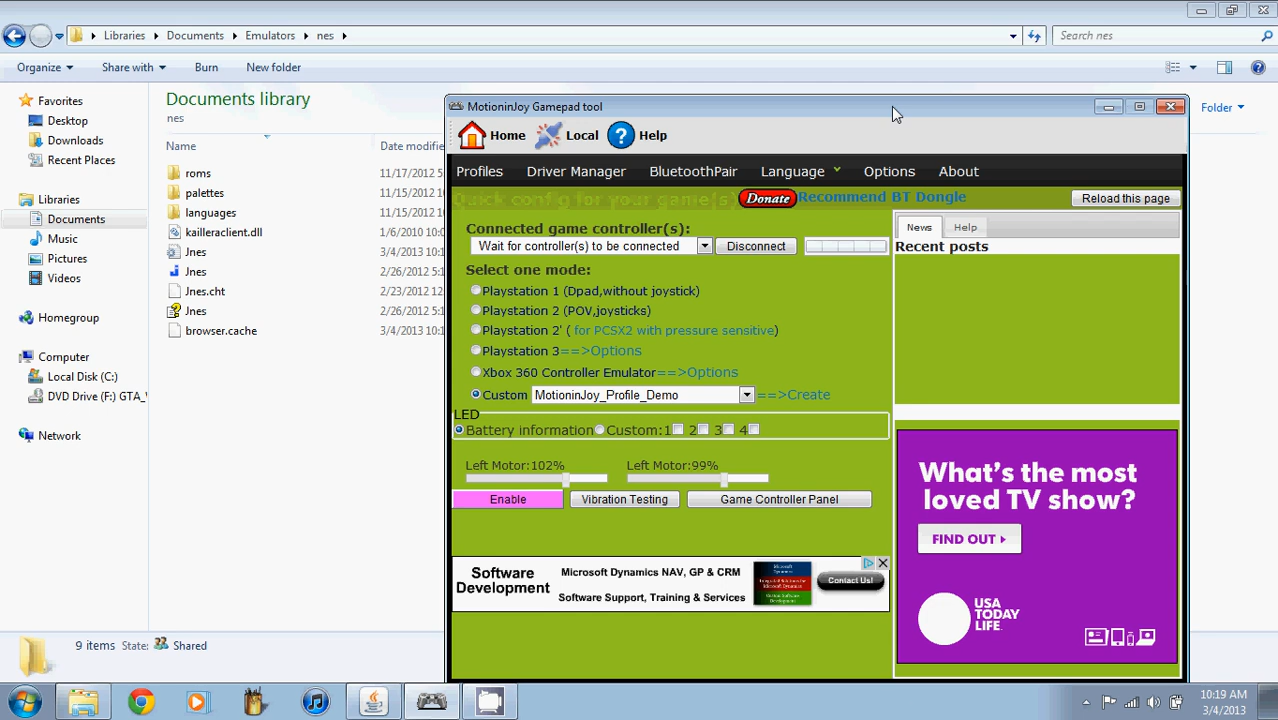 Libraries Documents Emulators nes
Search nes
Organize Share with Burn New folder
Favorites
Desktop
Downloads
Recent Places
Libraries
Documents
Music
Pictures
Videos
Homegroup
Computer
Local Disk (C:)
DVD Drive (F:) GTA_
Network
Documents library
nes
Folder
Name Date modifie
roms 11/17/2012 5:
palettes 11/15/2012 
languages 11/15/2012 
kailleraclient.dll 1/6/2010 10:0
Jnes 3/4/2013 10:1
Jnes 2/26/2012 5:1
Jnes.cht 2/23/2012 12:
Jnes 2/26/2012 5:1
browser.cache 3/4/2013 10:1
MotioninJoy Gamepad tool
Home Local Help
Profiles Driver Manager BluetoothPair Language Options About
Quick config for your game(s) Donate Recommend BT Dongle Reload this page
Connected game controller(s):
Wait for controller(s) to be connected Disconnect
Select one mode:
Playstation 1 (Dpad,without joystick)
Playstation 2 (POV,joysticks)
Playstation 2' ( for PCSX2 with pressure sensitive)
Playstation 3==>Options
Xbox 360 Controller Emulator==>Options
Custom MotioninJoy_Profile_Demo ==>Create
LED
Battery information Custom:1 2 3 4
Left Motor:102% Left Motor:99%
Enable Vibration Testing Game Controller Panel
Software Development
Microsoft Dynamics NAV, GP & CRM
Software Support, Training & Services
Contact Us!
News Help
Recent posts
What's the most
loved TV show?
FIND OUT
USA
TODAY
LIFE
9 items State: Shared
10:19 AM
3/4/2013